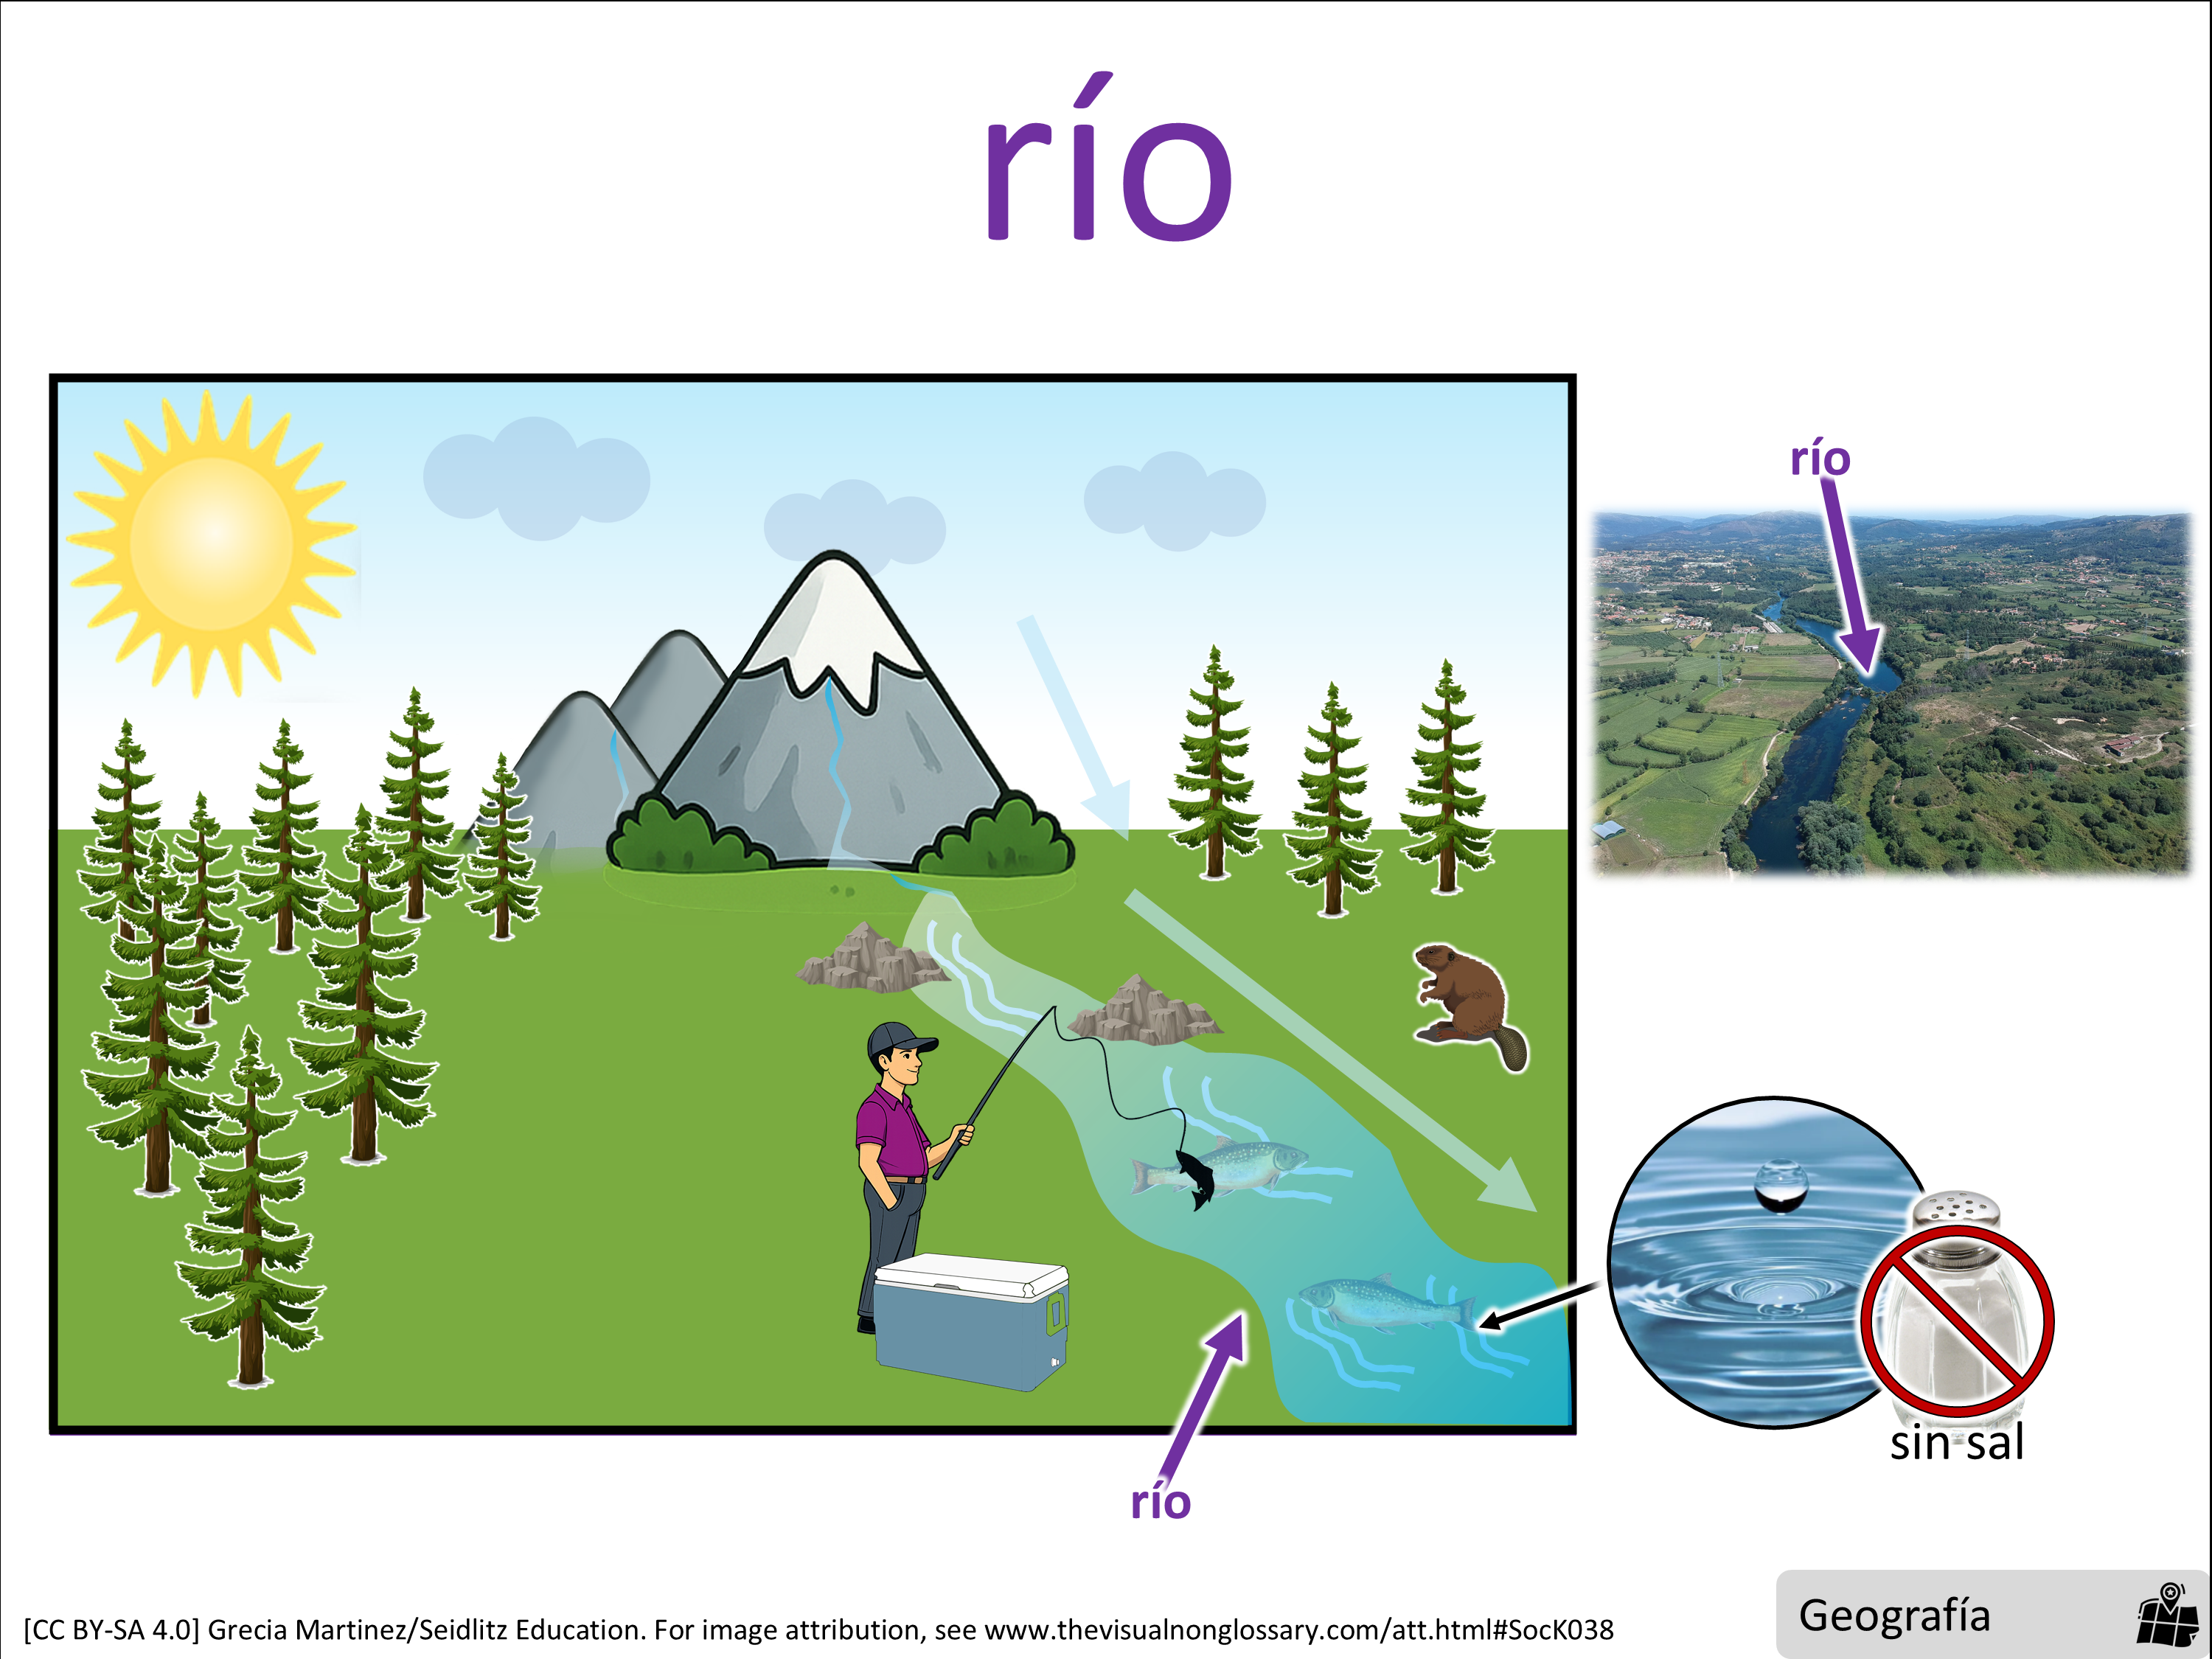 río
río
sin sal
río
[CC BY-SA 4.0] Grecia Martinez/Seidlitz Education. For image attribution, see www.thevisualnonglossary.com/att.html#SocK038
Geografía